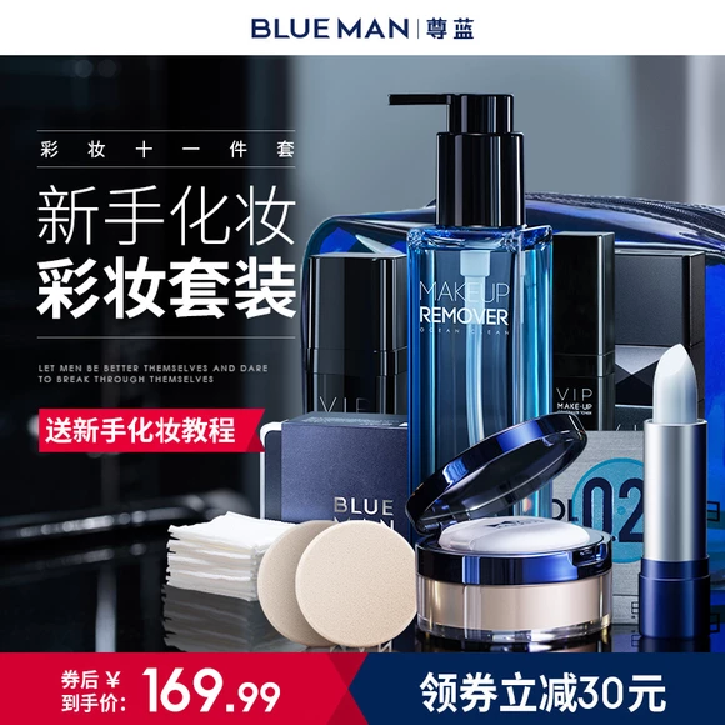 BLUE MAN | 尊蓝
彩妆十一件套
新手化妆
彩妆套装
LET MEN BE BETTER THEMSELVES AND DARE
TO BREAK THROUGH THEMSELVES
送新手化妆教程
MAKEUP
REMOVER
OCEAN CLEAN
VIP
VIP
MAKE-UP
BLUE
MAN
02
券后¥
到手价:
169.99
领券立减30元